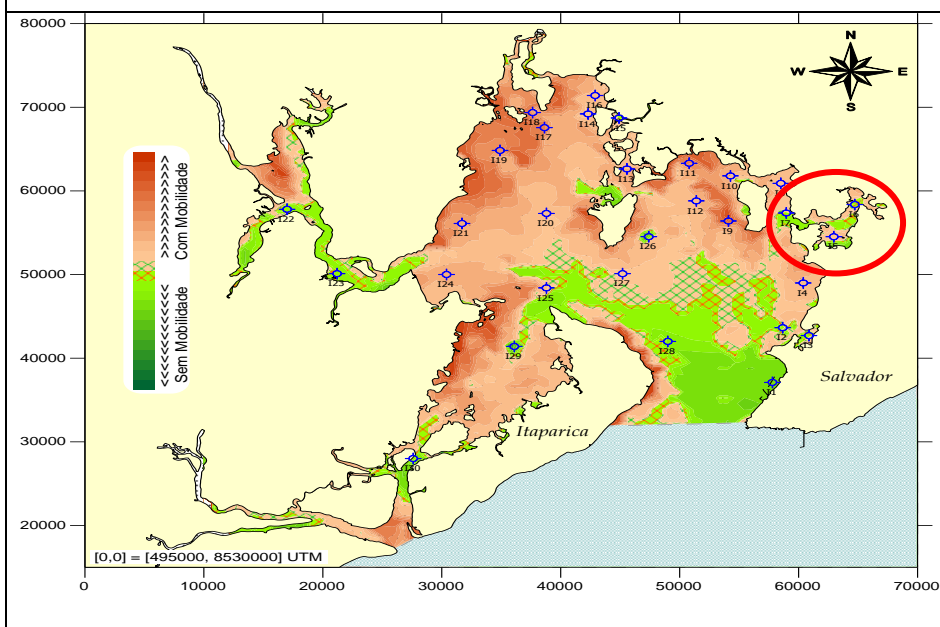 80000
N
W
E
S
70000
I16
I18
I14
I15
I17
I19
I13
I11
I10
60000
I12
I7
I6
I22
I20
I21
I9
I26
I5
50000
I23
I24
I27
I4
I25
40000
I2
I3
I29
I28
I1
Salvador
30000
Itaparica
I30
20000
[0,0] = [495000, 8530000] UTM
0
10000
20000
30000
40000
50000
60000
70000
Com Mobilidade >>>>>>>>>>
Sem Mobilidade